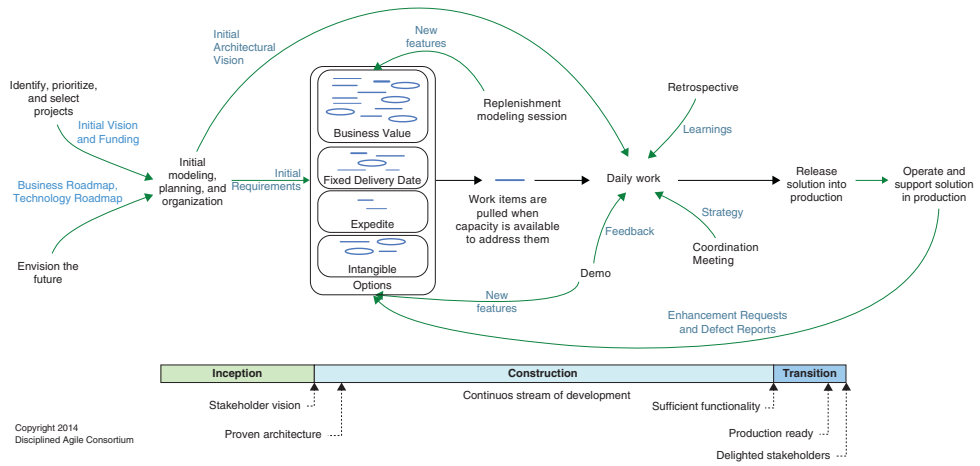 Initial
Architectural
Vision
New
features
Identify, prioritize,
and select
projects
Initial Vision
and Funding
Business Roadmap,
Technology Roadmap
Envision the
future
Initial
modeling,
planning, and
organization
Initial
Requirements
Business Value
Fixed Delivery Date
Expedite
Intangible
Options
Replenishment
modeling session
Work items are
pulled when
capacity is available
to address them
Retrospective
Learnings
Daily work
Feedback
Strategy
Coordination
Meeting
Demo
New
features
Release
solution into
production
Operate and
support solution
in production
Enhancement Requests
and Defect Reports
Inception
Construction
Transition
Continuos stream of development
Stakeholder vision
Proven architecture
Sufficient functionality
Production ready
Delighted stakeholders
Copyright 2014
Disciplined Agile Consortium